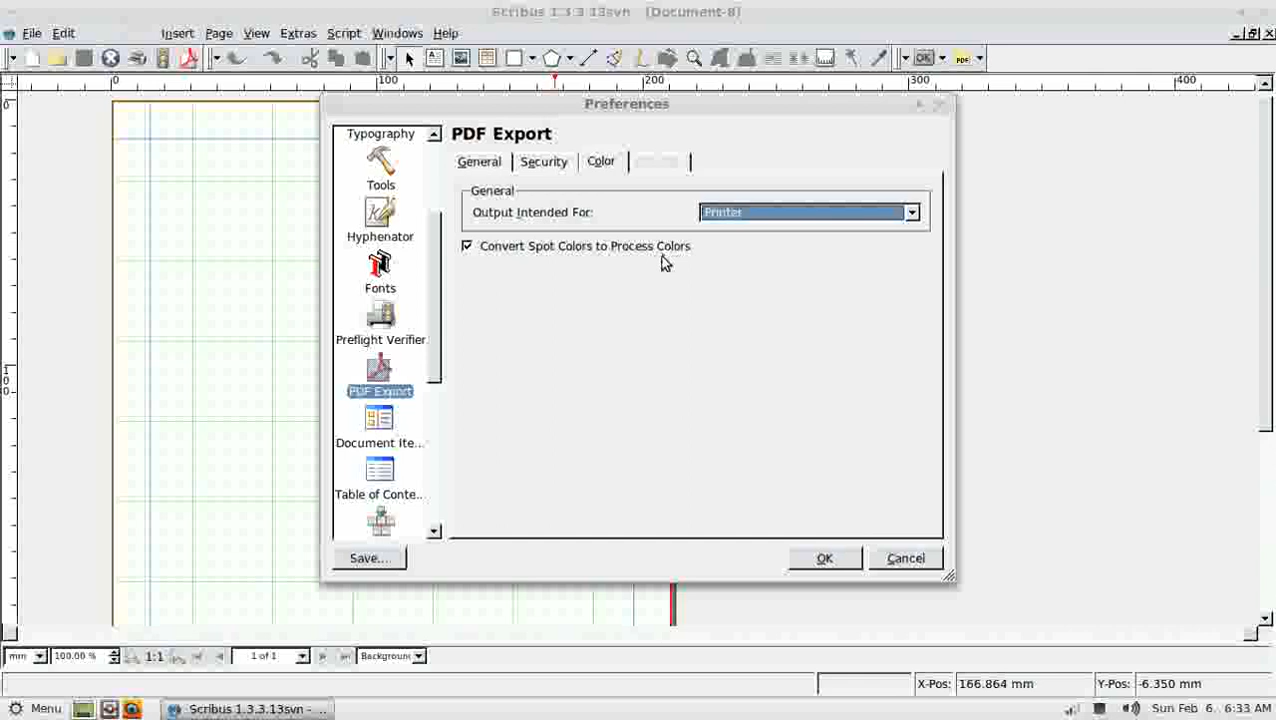 Scribus 1.3.3.13svn - [Document-8]
File Edit Insert Page View Extras Script Windows Help
OK PDF
0 100 200 300 400
0
Preferences
Typography
PDF Export
General Security Color
Tools
General
Output Intended For: Printer
Hyphenator
Convert Spot Colors to Process Colors
Fonts
Preflight Verifier
100
PDF Export
Document Ite...
Table of Conte..
Save... OK Cancel
mm 100.00 % 1:1 1 of 1 Background
X-Pos: 166.864 mm Y-Pos: -6.350 mm
Menu Scribus 1.3.3.13svn - ... Sun Feb 6, 6:33 AM